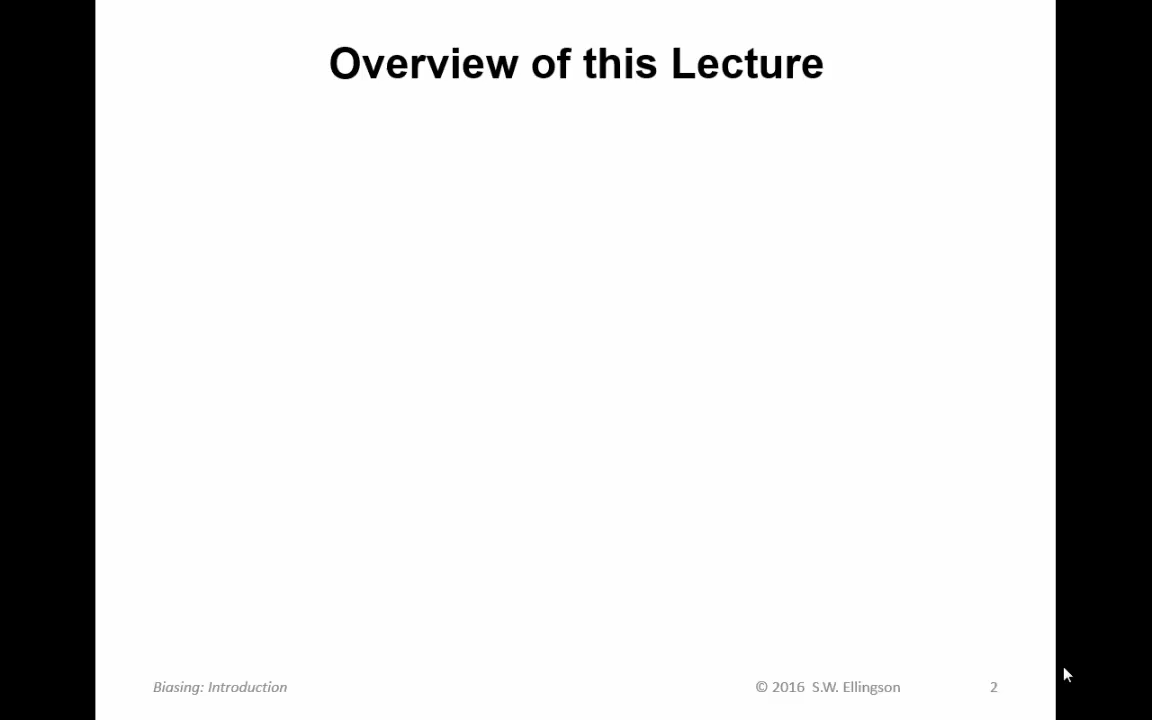 Overview of this Lecture
Biasing: Introduction © 2016 S.W. Ellingson 2